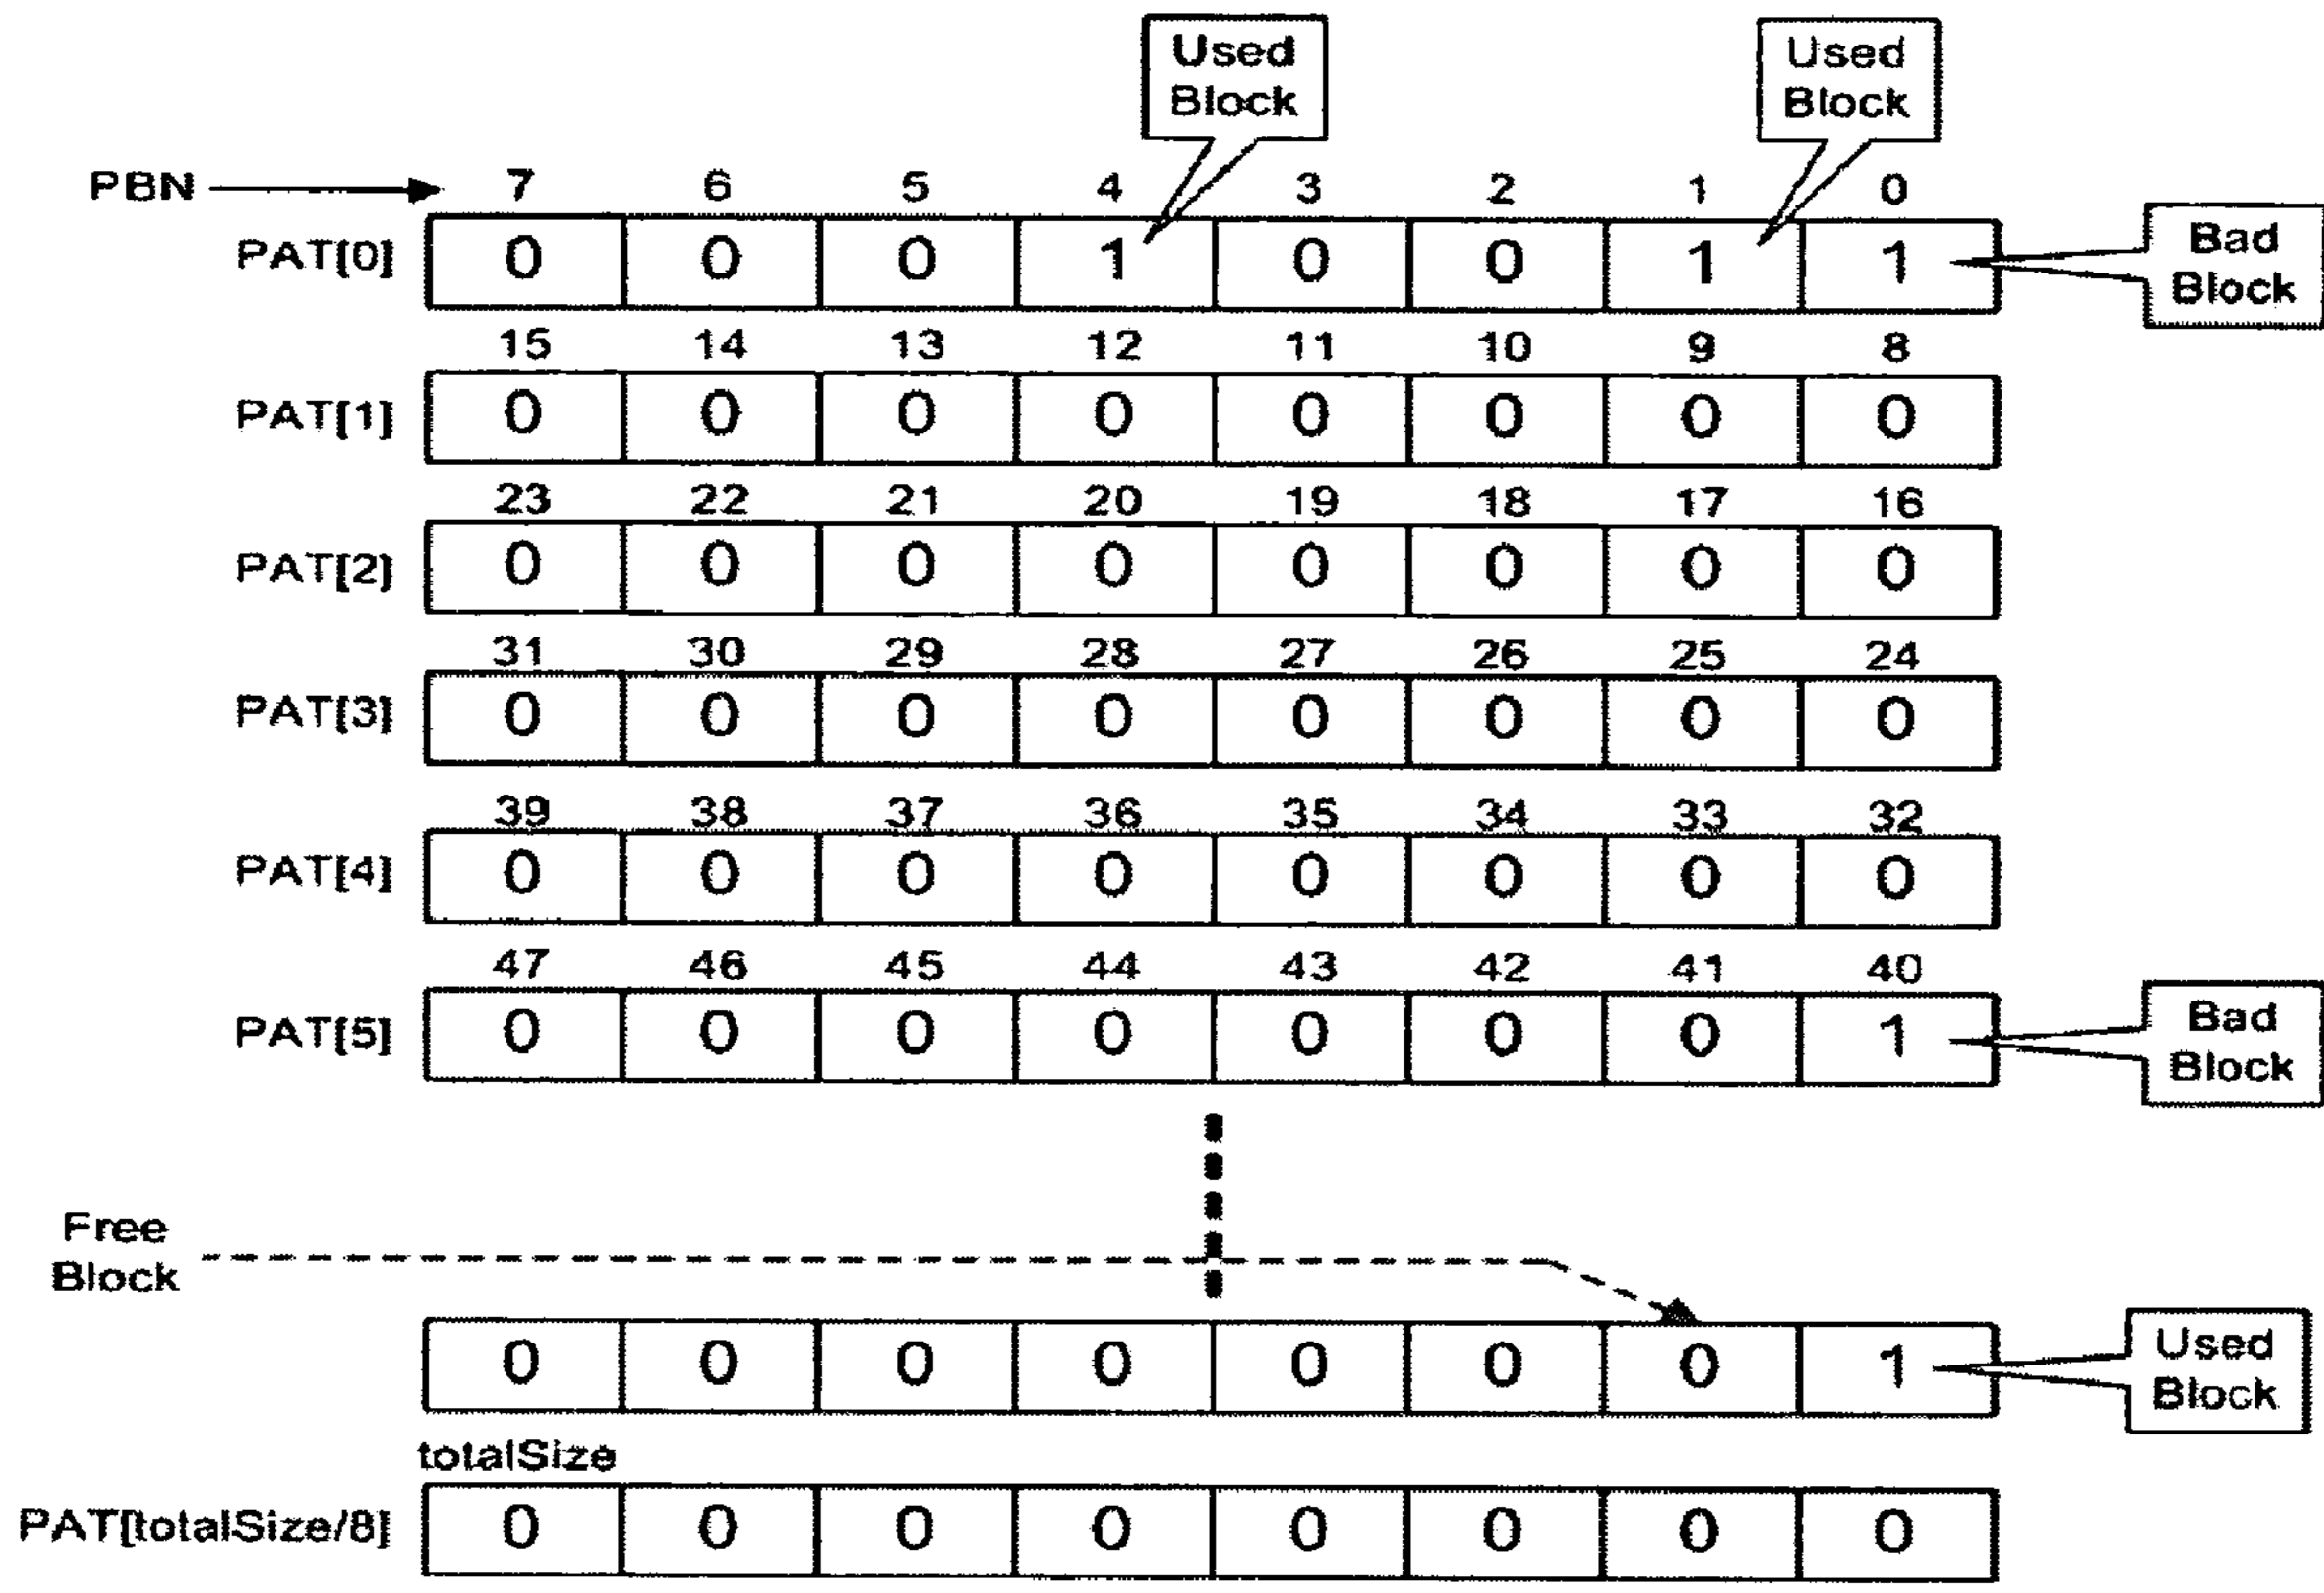 Used
Block
Used
Block
PBN 7 6 5 4 3 2 1 0
PAT[0] 0 0 0 1 0 0 1 1
Bad
Block
15 14 13 12 11 10 9 8
PAT[1] 0 0 0 0 0 0 0 0
23 22 21 20 19 18 17 16
PAT[2] 0 0 0 0 0 0 0 0
31 30 29 28 27 26 25 24
PAT[3] 0 0 0 0 0 0 0 0
39 38 37 36 35 34 33 32
PAT[4] 0 0 0 0 0 0 0 0
47 46 45 44 43 42 41 40
PAT[5] 0 0 0 0 0 0 0 1
Bad
Block
Free
Block
0 0 0 0 0 0 0 1
Used
Block
totalSize
PAT[totalSize/8] 0 0 0 0 0 0 0 0